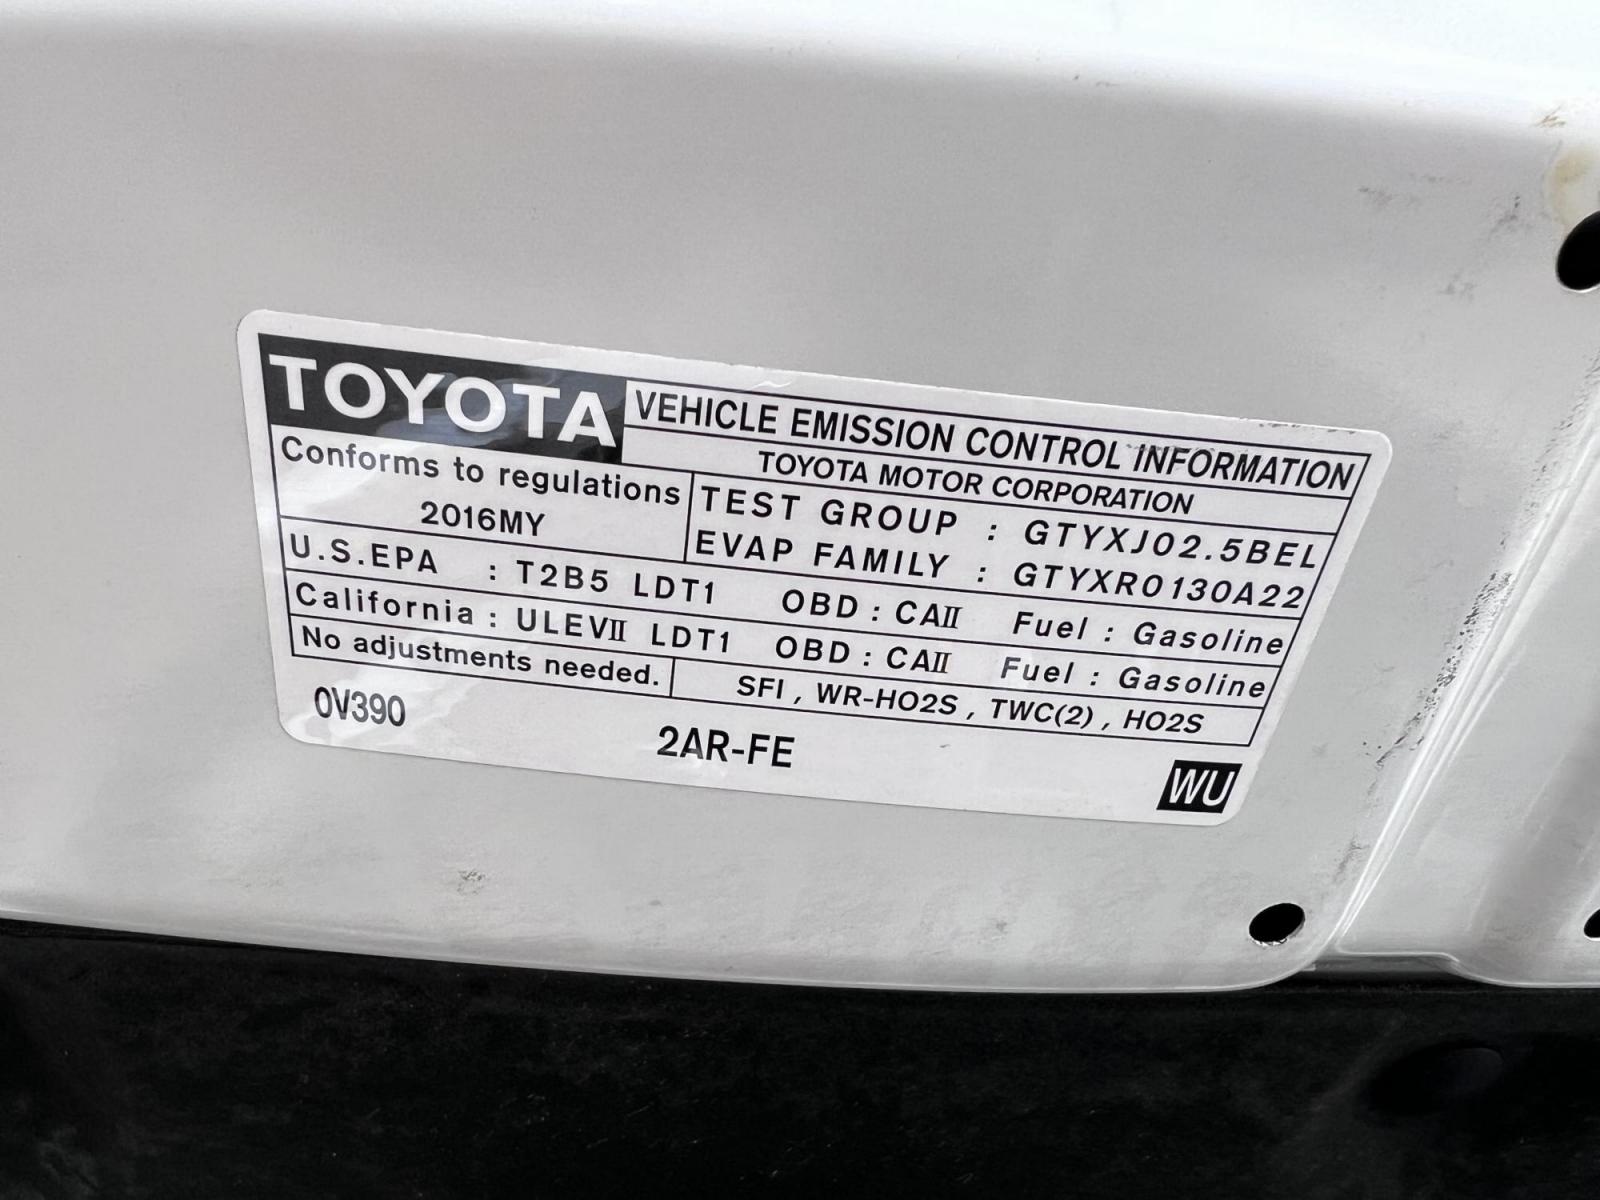 TOYOTA VEHICLE EMISSION CONTROL INFORMATION
TOYOTA MOTOR CORPORATION
Conforms to regulations
2016MY
TEST GROUP : GTYXJ02.5BEL
EVAP FAMILY : GTYXR0130A22
U.S.EPA : T2B5 LDT1 OBD : CAII Fuel : Gasoline
California : ULEVII LDT1 OBD : CAII Fuel : Gasoline
No adjustments needed. SFI , WR-HO2S , TWC(2) , HO2S
0V390
2AR-FE
WU